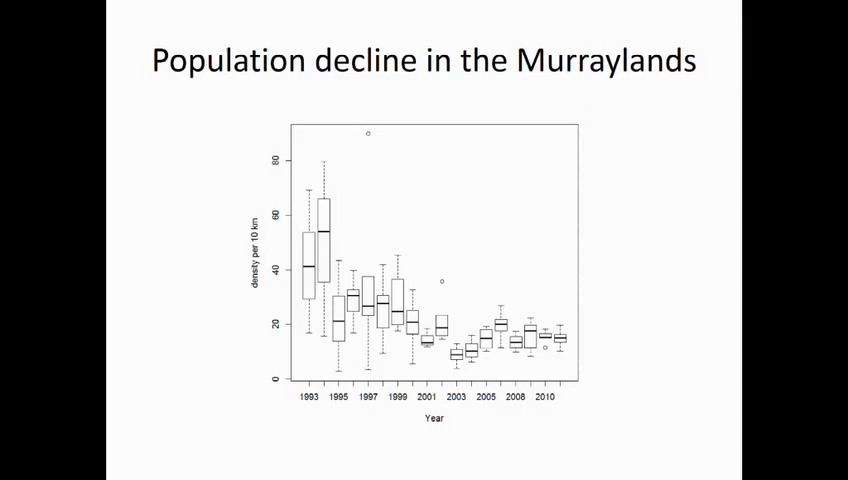 Population decline in the Murraylands
80
60
40
20
0
density per 10 km
1993 1995 1997 1999 2001 2003 2005 2008 2010
Year